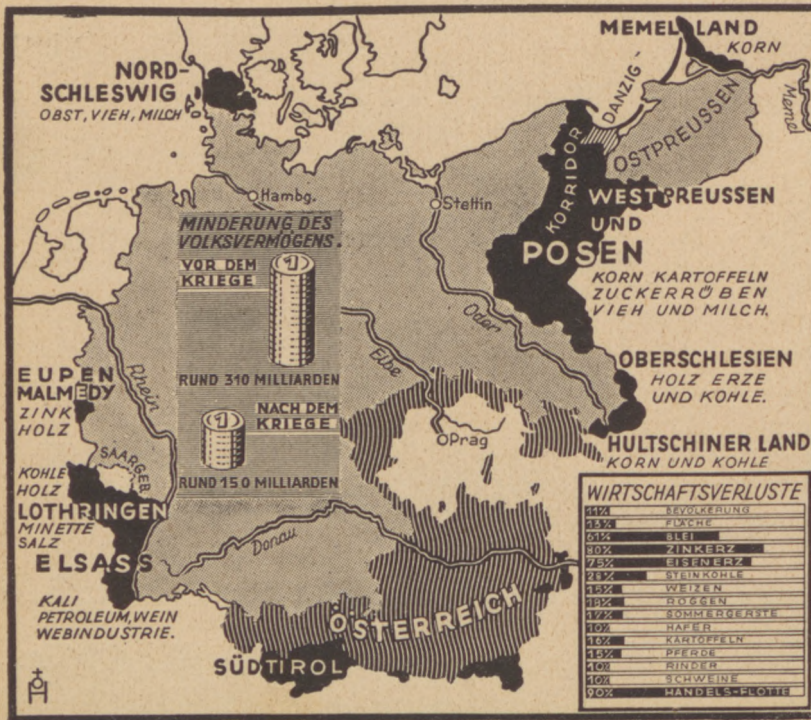 MEMELLAND
KORN
Memel
NORD-
SCHLESWIG
OBST, VIEH, MILCH
DANZIG
OSTPREUSSEN
KORRIDOR
Hambg.
Stettin
WESTPREUSSEN
UND
POSEN
KORN KARTOFFELN
ZUCKERRÜBEN
VIEH UND MILCH.
MINDERUNG DES
VOLKSVERMÖGENS.
VOR DEM
KRIEGE
1
RUND 310 MILLIARDEN
NACH DEM
KRIEGE
1
RUND 150 MILLIARDEN
Oder
Elbe
Rhein
OBERSCHLESIEN
HOLZ ERZE
UND KOHLE.
EUPEN
MALMEDY
ZINK
HOLZ
Prag
HULTSCHINER LAND
KORN UND KOHLE
SAARGEB.
KOHLE
HOLZ
LOTHRINGEN
MINETTE
SALZ
ELSASS
KALI
PETROLEUM, WEIN
WEBINDUSTRIE.
Donau
ÖSTERREICH
SÜDTIROL
WIRTSCHAFTSVERLUSTE
11% BEVÖLKERUNG
13% FLÄCHE
61% BLEI
80% ZINKERZ
75% EISENERZ
28% STEINKOHLE
15% WEIZEN
18% ROGGEN
17% SOMMERGERSTE
10% HAFER
16% KARTOFFELN
15% PFERDE
10% RINDER
10% SCHWEINE
90% HANDELS-FLOTTE